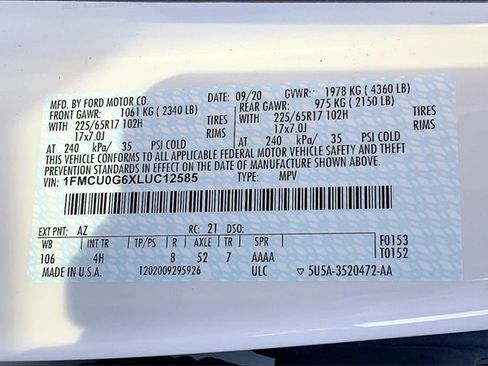 MFD. BY FORD MOTOR CO. 09/20 GVWR: 1978 KG ( 4360 LB)
FRONT GAWR: 1061 KG ( 2340 LB) REAR GAWR: 975 KG ( 2150 LB)
WITH 225/65R17 102H TIRES WITH 225/65R17 102H TIRES
17x7.0J RIMS 17x7.0J RIMS
AT 240 kPa/ 35 PSI COLD AT 240 kPa/ 35 PSI COLD
THIS VEHICLE CONFORMS TO ALL APPLICABLE FEDERAL MOTOR VEHICLE SAFETY AND THEFT
PREVENTION STANDARDS IN EFFECT ON THE DATE OF MANUFACTURE SHOWN ABOVE.
VIN: 1FMCU0G6XLUC12585 TYPE: MPV
EXT PNT: AZ RC: 21 DSO: F0153
WB INT TR TP/PS R AXLE TR SPR T0152
106 4H 8 52 7 AAAA
MADE IN U.S.A. 1202009295926 ULC ▽ 5U5A-3520472-AA